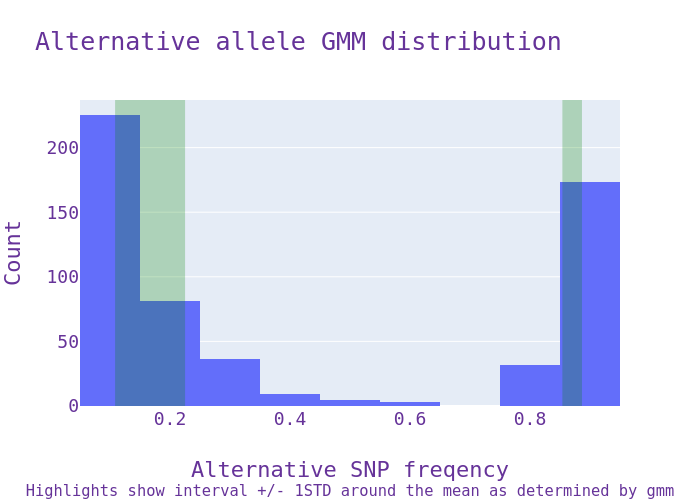 Alternative allele GMM distribution
Count
200
150
100
50
0
0.2
0.4
0.6
0.8
Alternative SNP freqency
Highlights show interval +/- 1STD around the mean as determined by gmm